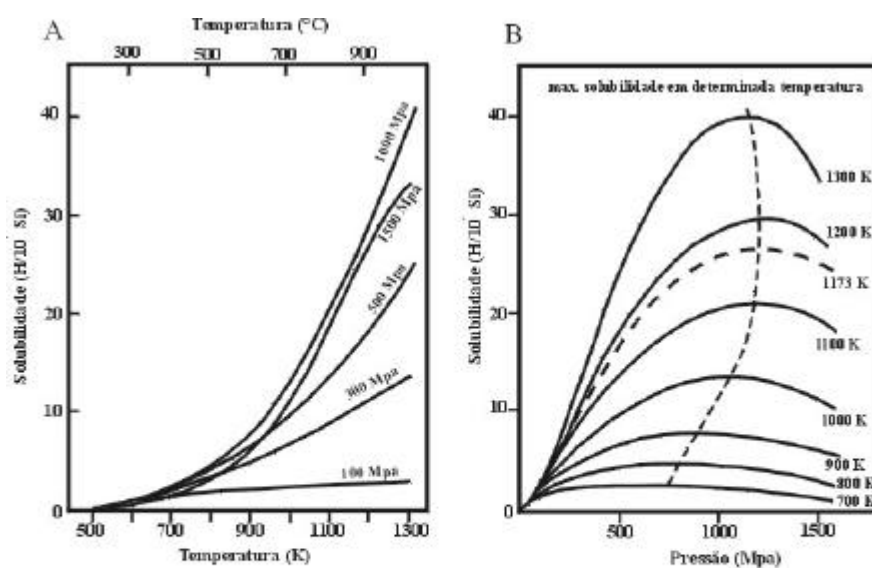 A
Temperatura (°C)
300 500 700 900
Solubilidade (H/10 Si)
40
30
20
10
0
1000 Mpa
1500 Mpa
500 Mpa
300 Mpa
100 Mpa
500 700 900 1100 1300
Temperatura (K)
B
max. solubilidade em determinada temperatura
Solubilidade (H/10 Si)
40
30
20
10
0
1300 K
1200 K
1173 K
1100 K
1000 K
900 K
800 K
700 K
500 1000 1500
Pressão (Mpa)